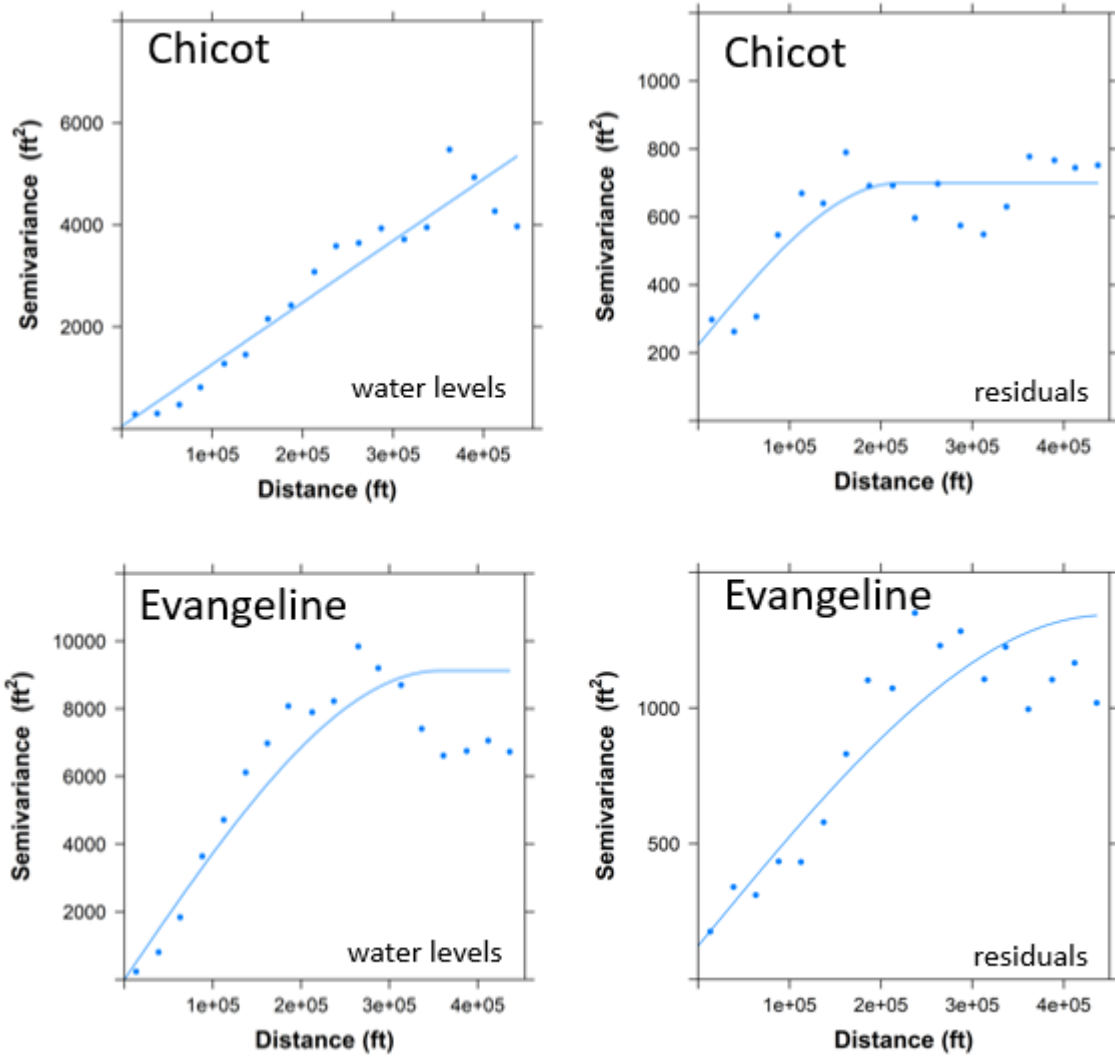 Chicot
Semivariance (ft²)
6000
4000
2000
water levels
1e+05 2e+05 3e+05 4e+05
Distance (ft)
Chicot
Semivariance (ft²)
1000
800
600
400
200
residuals
1e+05 2e+05 3e+05 4e+05
Distance (ft)
Evangeline
Semivariance (ft²)
10000
8000
6000
4000
2000
water levels
1e+05 2e+05 3e+05 4e+05
Distance (ft)
Evangeline
Semivariance (ft²)
1000
500
residuals
1e+05 2e+05 3e+05 4e+05
Distance (ft)